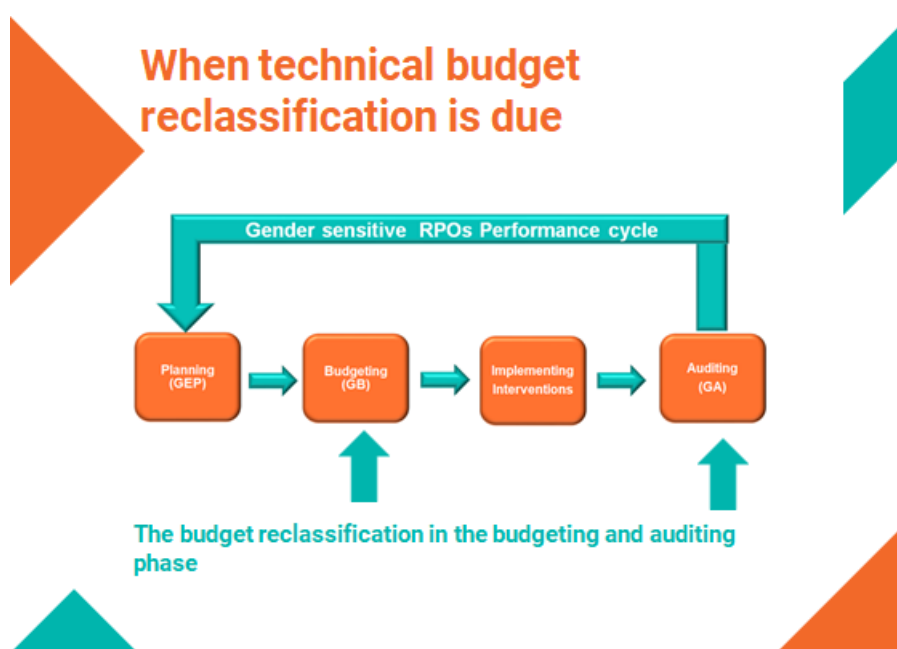 When technical budget
reclassification is due
Gender sensitive RPOs Performance cycle
Planning
(GEP)
Budgeting
(GB)
Implementing
Interventions
Auditing
(GA)
The budget reclassification in the budgeting and auditing
phase